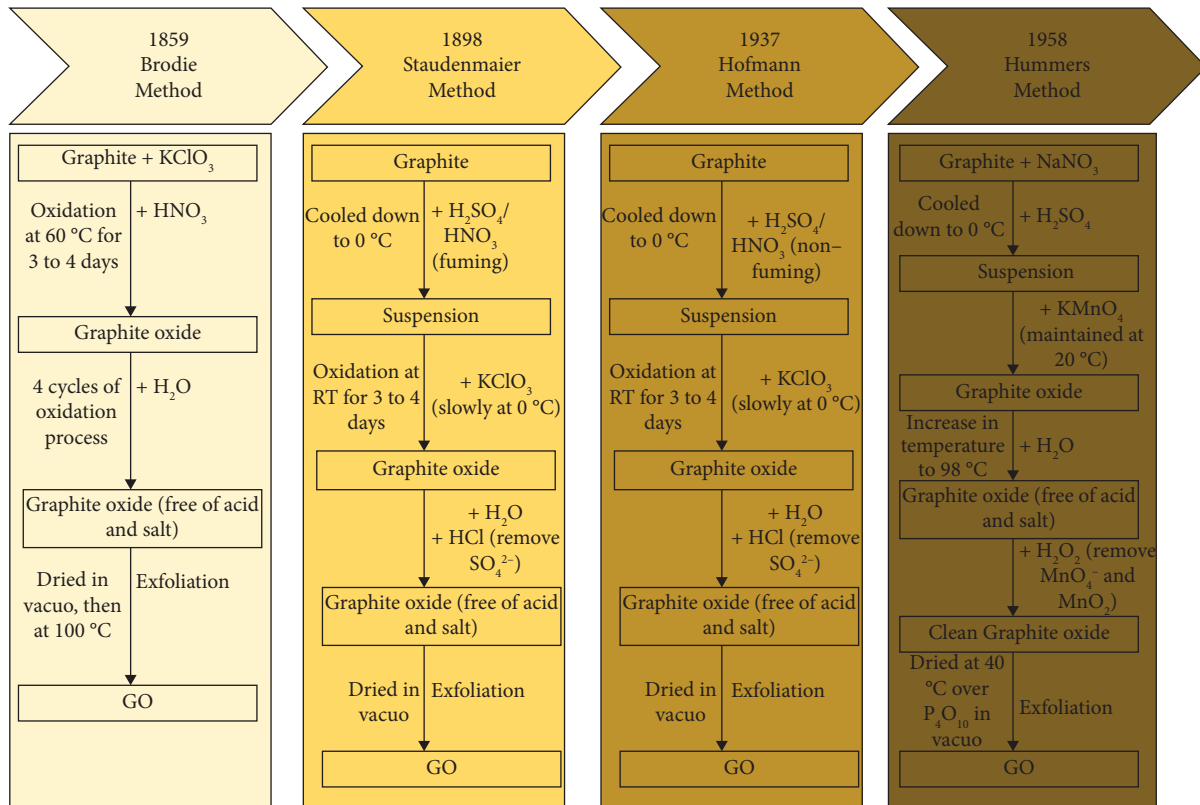 1859
Brodie
Method
1898
Staudenmaier
Method
1937
Hofmann
Method
1958
Hummers
Method
Graphite + KClO₃
Oxidation
at 60 °C for
3 to 4 days
+ HNO₃
Graphite oxide
4 cycles of
oxidation
process
+ H₂O
Graphite oxide (free of acid
and salt)
Dried in
vacuo, then
at 100 °C
Exfoliation
GO
Graphite
Cooled down
to 0 °C
+ H₂SO₄/
HNO₃
(fuming)
Suspension
Oxidation at
RT for 3 to 4
days
+ KClO₃
(slowly at 0 °C)
Graphite oxide
+ H₂O
+ HCl (remove
SO₄²⁻)
Graphite oxide (free of acid
and salt)
Dried in
vacuo
Exfoliation
GO
Graphite
Cooled down
to 0 °C
+ H₂SO₄/
HNO₃ (non–
fuming)
Suspension
Oxidation at
RT for 3 to 4
days
+ KClO₃
(slowly at 0 °C)
Graphite oxide
+ H₂O
+ HCl (remove
SO₄²⁻)
Graphite oxide (free of acid
and salt)
Dried in
vacuo
Exfoliation
GO
Graphite + NaNO₃
Cooled
down to 0 °C
+ H₂SO₄
Suspension
+ KMnO₄
(maintained at
20 °C)
Graphite oxide
Increase in
temperature
to 98 °C
+ H₂O
Graphite oxide (free of acid
and salt)
+ H₂O₂ (remove
MnO₄⁻ and
MnO₂)
Clean Graphite oxide
Dried at 40
°C over
P₄O₁₀ in
vacuo
Exfoliation
GO